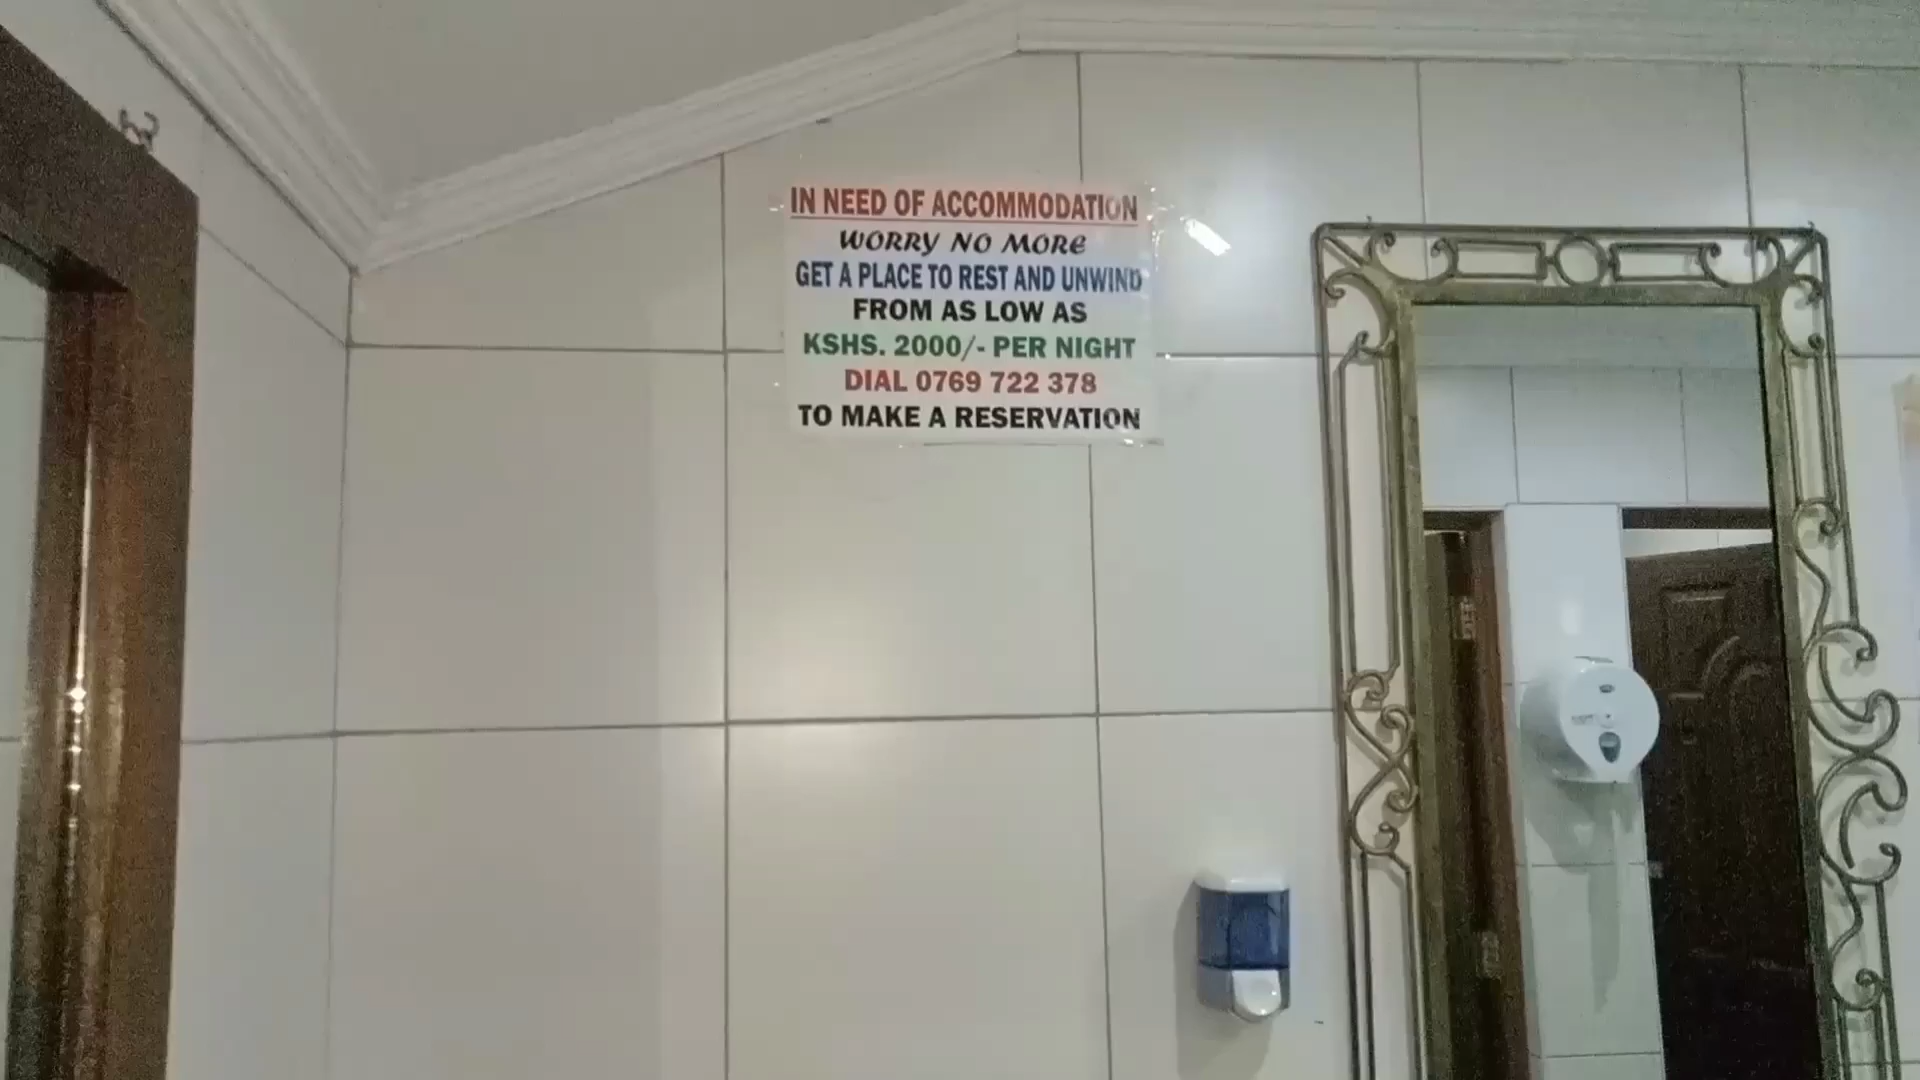 IN NEED OF ACCOMMODATION
WORRY NO MORE
GET A PLACE TO REST AND UNWIND
FROM AS LOW AS
KSHS. 2000/- PER NIGHT
DIAL 0769 722 378
TO MAKE A RESERVATION